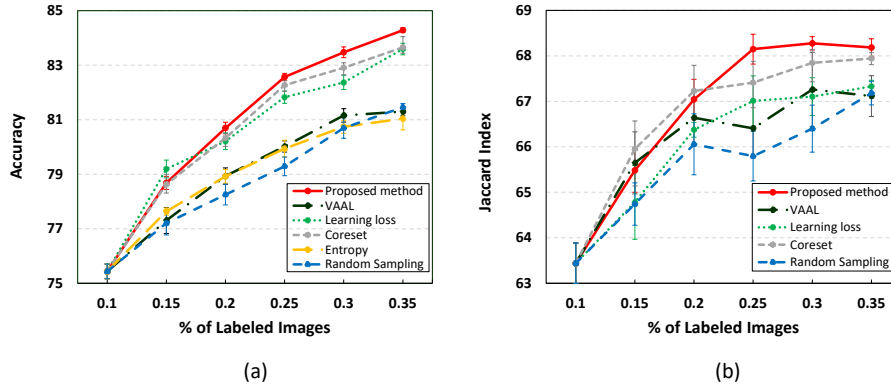 85
83
81
79
77
75
Accuracy
0.1 0.15 0.2 0.25 0.3 0.35
% of Labeled Images
Proposed method
VAAL
Learning loss
Coreset
Entropy
Random Sampling
(a)
69
68
67
66
65
64
63
Jaccard Index
0.1 0.15 0.2 0.25 0.3 0.35
% of Labeled Images
Proposed method
VAAL
Learning loss
Coreset
Random Sampling
(b)